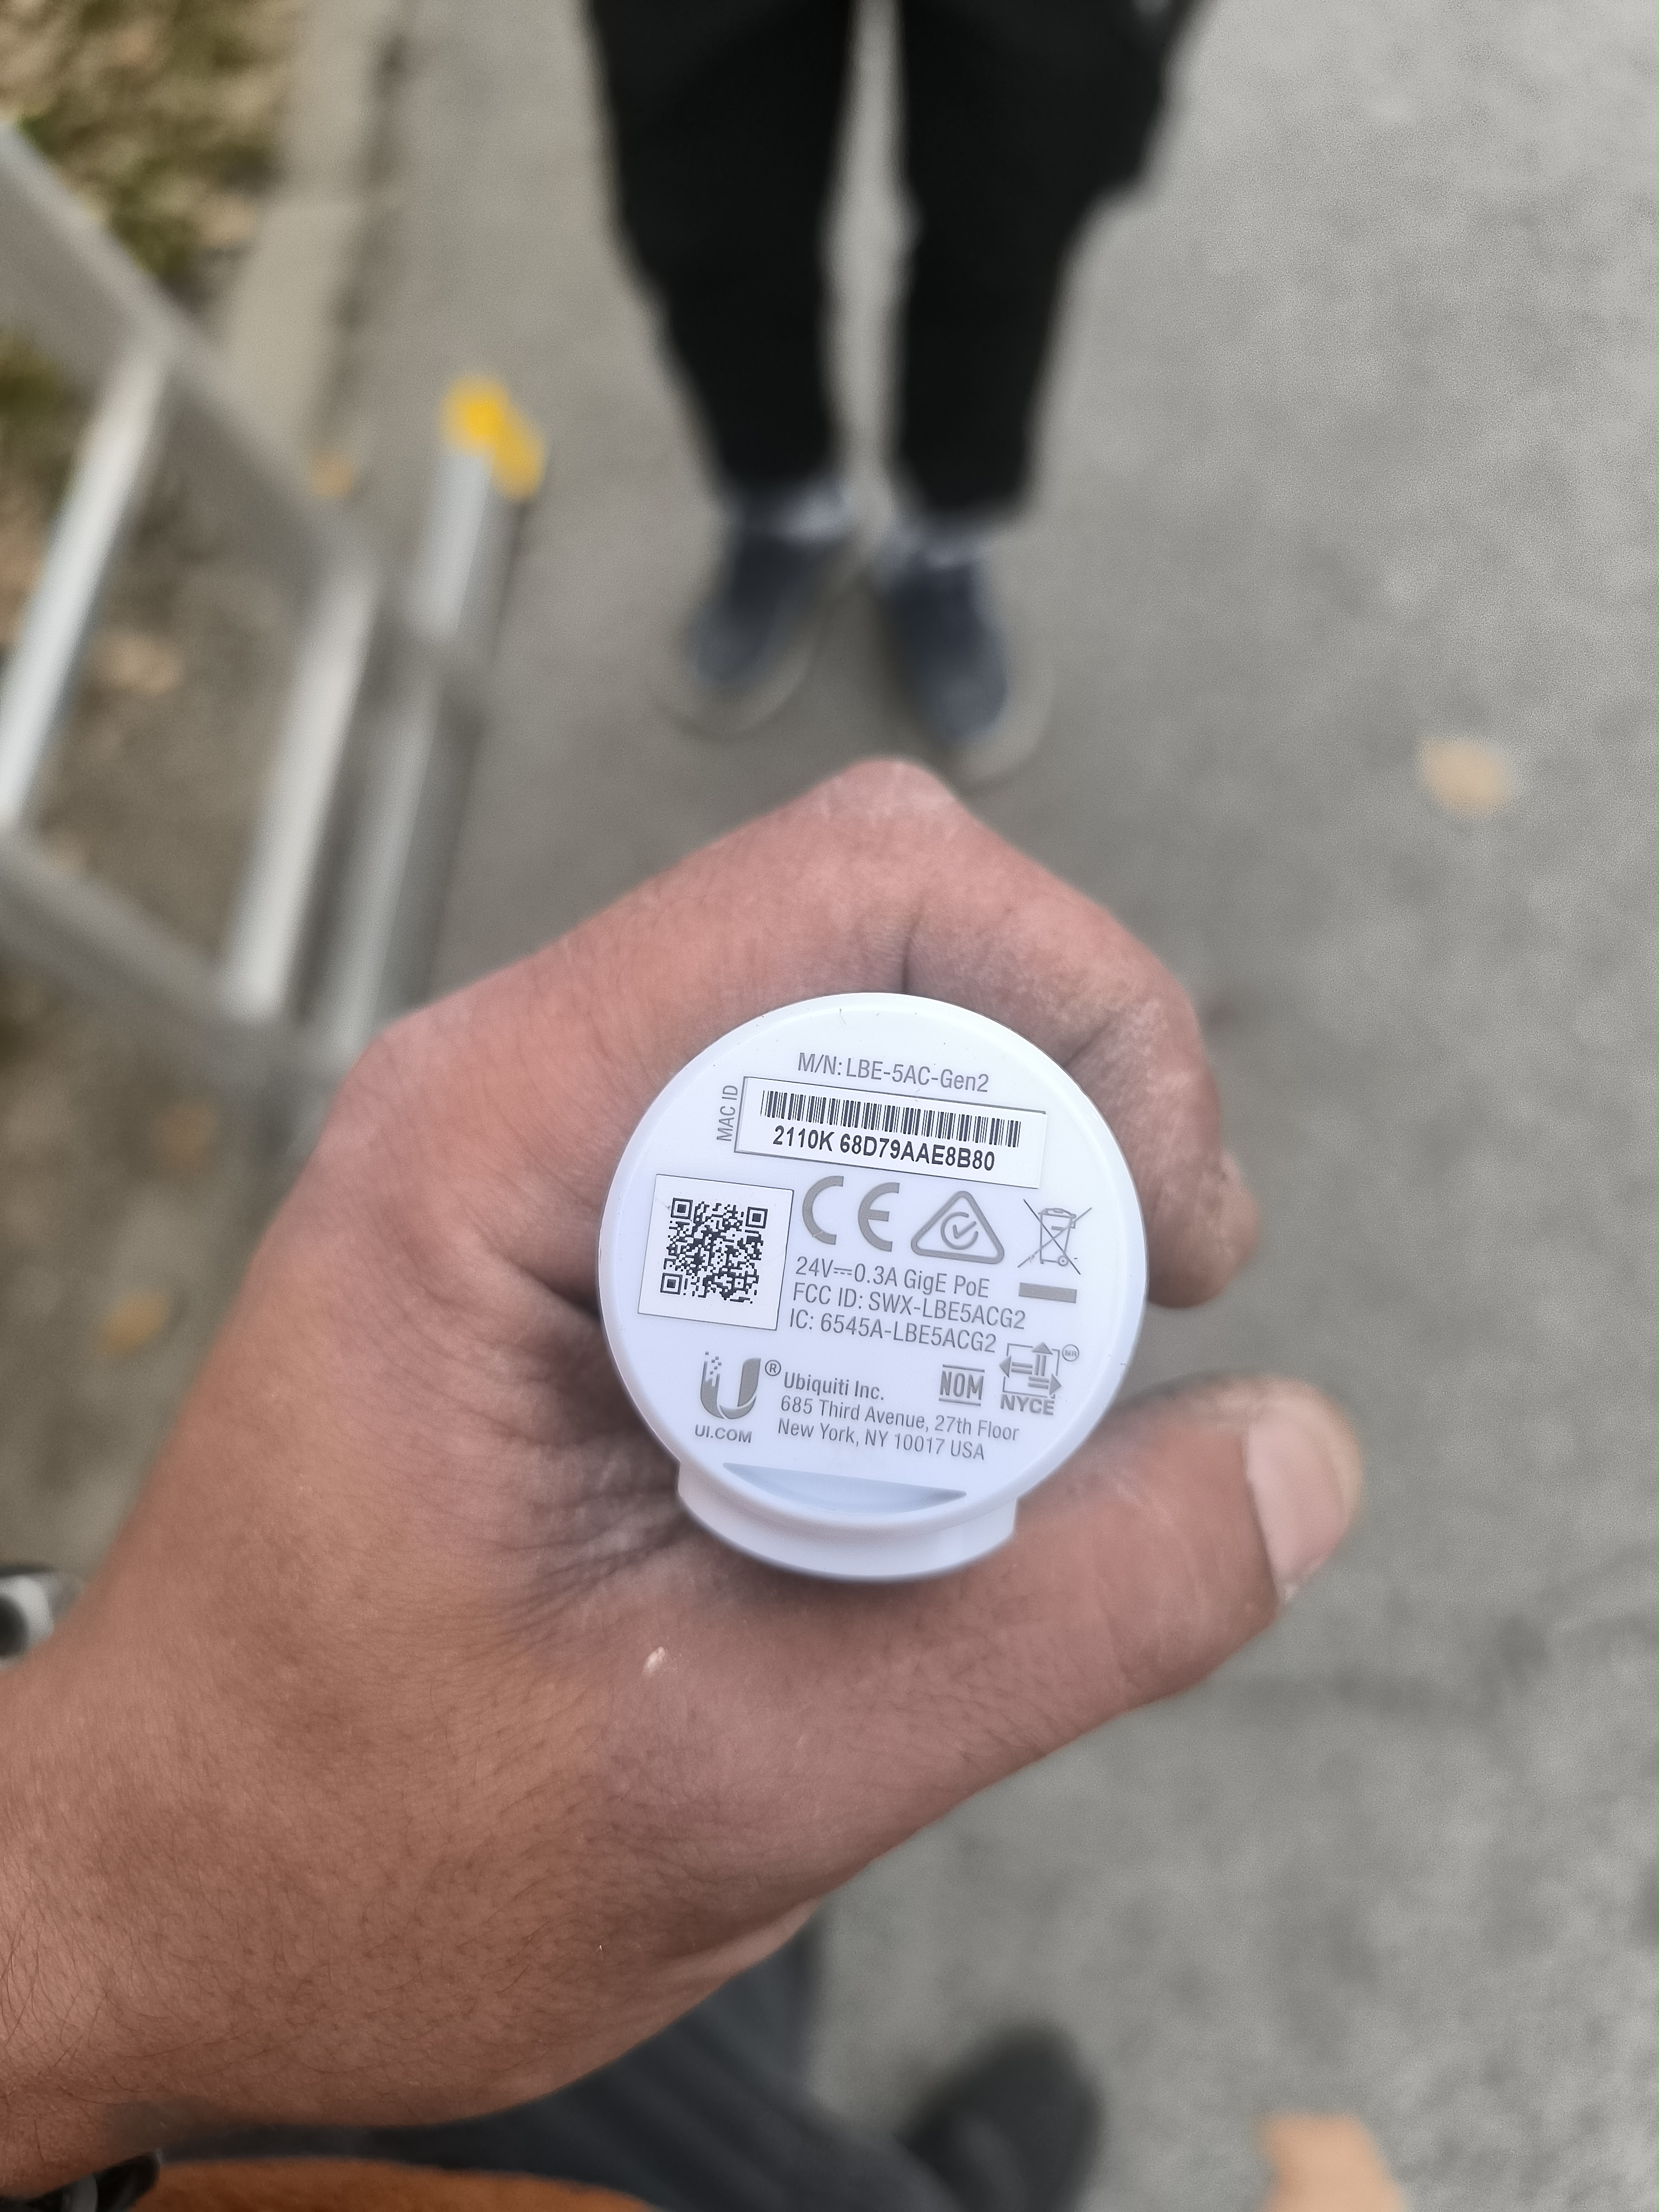 M/N: LBE-5AC-Gen2
MAC ID
2110K 68D79AAE8B80
CE
24V⎓0.3A GigE PoE
FCC ID: SWX-LBE5ACG2
IC: 6545A-LBE5ACG2
U®
UI.COM
Ubiquiti Inc.
685 Third Avenue, 27th Floor
New York, NY 10017 USA
NOM
NYCE